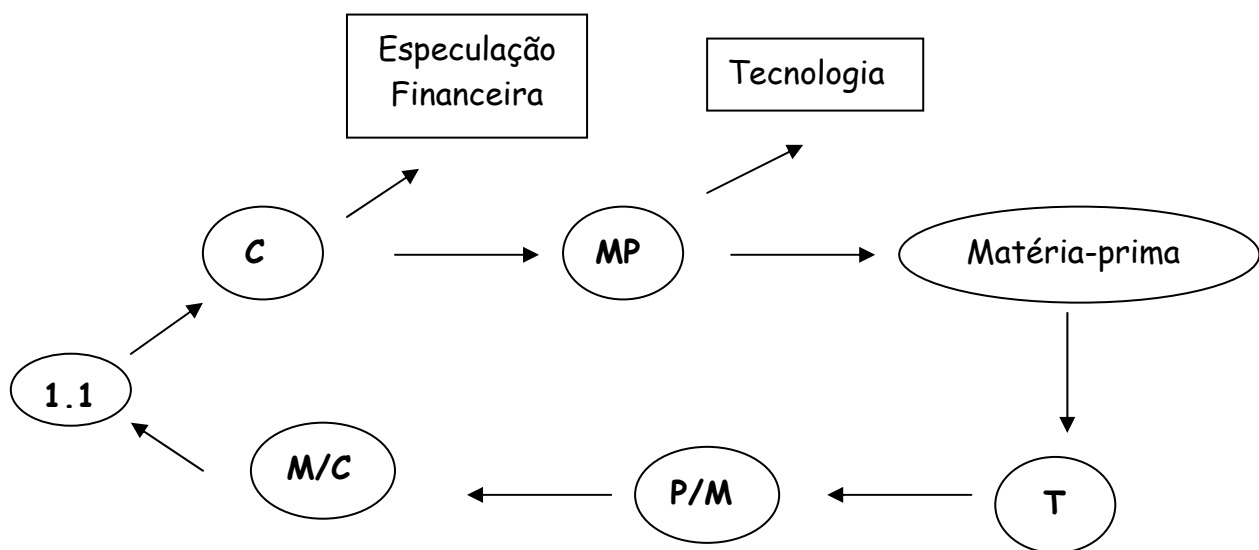 Especulação
Financeira
Tecnologia
C
MP
Matéria-prima
1.1
M/C
P/M
T